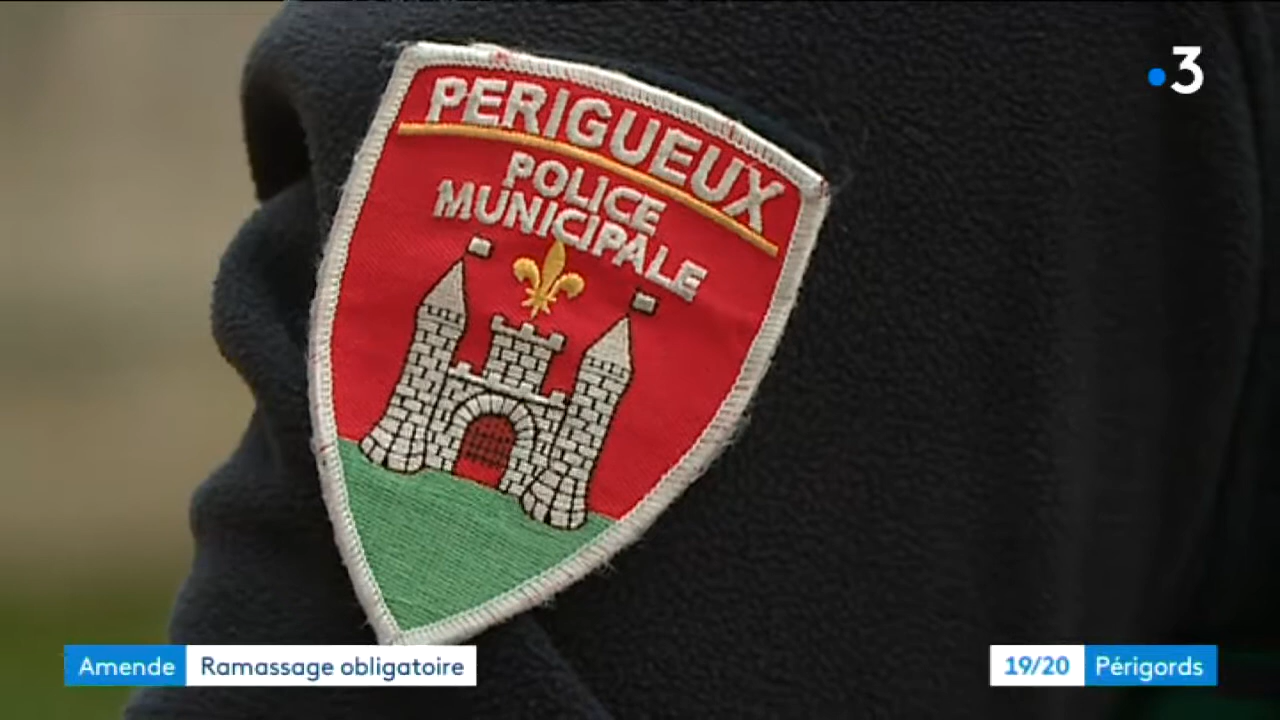 3
PERIGUEUX
POLICE
MUNICIPALE
Amende Ramassage obligatoire
19/20 Périgords